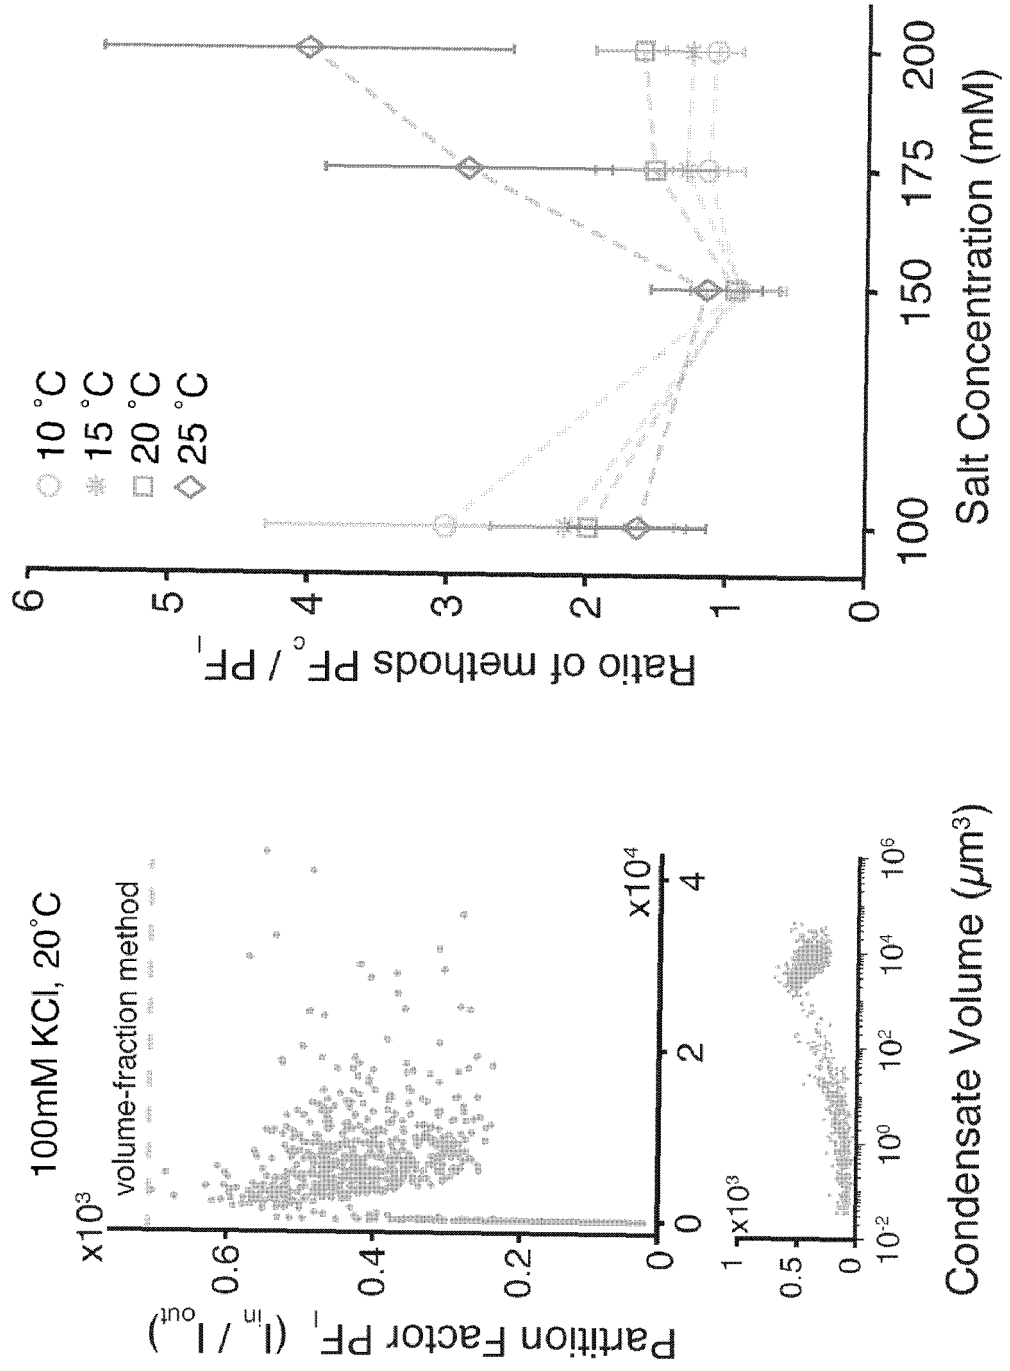 100mM KCl, 20°C
x10³
volume-fraction method
0.6
0.4
0.2
0
Partition Factor PF_I (I_in / I_out)
0
2
4
x10⁴
x10³
1
0.5
0
10⁻²
10⁰
10²
10⁴
10⁶
Condensate Volume (µm³)
10 °C
15 °C
20 °C
25 °C
6
5
4
3
2
1
0
Ratio of methods PF_c / PF_I
100
150
175
200
Salt Concentration (mM)